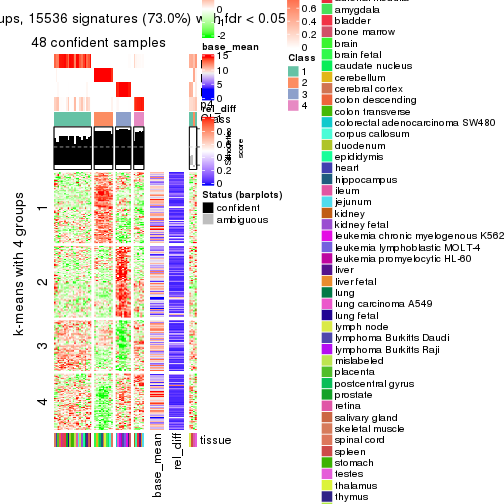 ups, 15536 signatures (73.0%) with fdr < 0.05
48 confident samples
k-means with 4 groups
1
2
3
4
base_mean
rel_diff
tissue
0
-2
base_mean
15
10
5
0
rel_diff
0
Status (barplots)
confident
ambiguous
score
0.6
0.4
0.2
0
Class
1
2
3
4
amygdala
bladder
bone marrow
brain
brain fetal
caudate nucleus
cerebellum
cerebral cortex
colon descending
colon transverse
colorectal adenocarcinoma SW480
corpus callosum
duodenum
epididymis
heart
hippocampus
ileum
jejunum
kidney
kidney fetal
leukemia chronic myelogenous K562
leukemia lymphoblastic MOLT-4
leukemia promyelocytic HL-60
liver
liver fetal
lung
lung carcinoma A549
lung fetal
lymph node
lymphoma Burkitts Daudi
lymphoma Burkitts Raji
mislabeled
placenta
postcentral gyrus
prostate
retina
salivary gland
skeletal muscle
spinal cord
spleen
stomach
testes
thalamus
thymus